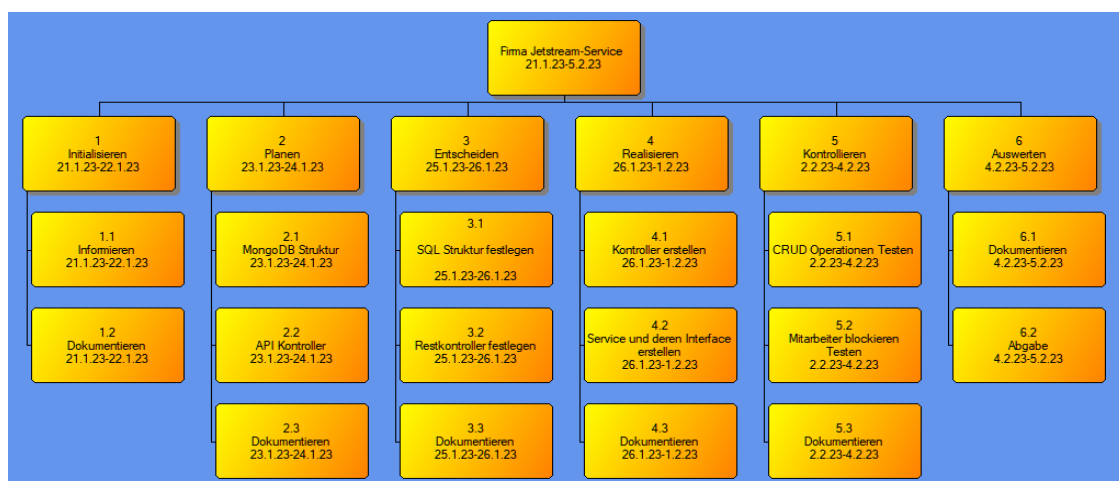 Firma Jetstream-Service
21.1.23-5.2.23
1
Initialisieren
21.1.23-22.1.23
2
Planen
23.1.23-24.1.23
3
Entscheiden
25.1.23-26.1.23
4
Realisieren
26.1.23-1.2.23
5
Kontrollieren
2.2.23-4.2.23
6
Auswerten
4.2.23-5.2.23
1.1
Informieren
21.1.23-22.1.23
2.1
MongoDB Struktur
23.1.23-24.1.23
3.1
SQL Struktur festlegen
25.1.23-26.1.23
4.1
Kontroller erstellen
26.1.23-1.2.23
5.1
CRUD Operationen Testen
2.2.23-4.2.23
6.1
Dokumentieren
4.2.23-5.2.23
1.2
Dokumentieren
21.1.23-22.1.23
2.2
API Kontroller
23.1.23-24.1.23
3.2
Restkontroller festlegen
25.1.23-26.1.23
4.2
Service und deren Interface
erstellen
26.1.23-1.2.23
5.2
Mitarbeiter blockieren
Testen
2.2.23-4.2.23
6.2
Abgabe
4.2.23-5.2.23
2.3
Dokumentieren
23.1.23-24.1.23
3.3
Dokumentieren
25.1.23-26.1.23
4.3
Dokumentieren
26.1.23-1.2.23
5.3
Dokumentieren
2.2.23-4.2.23